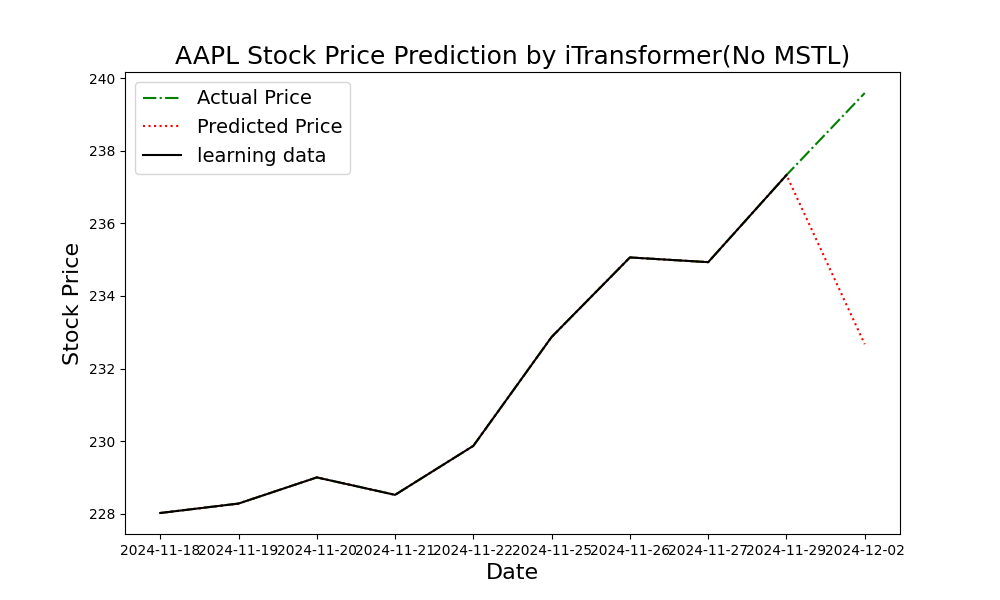 AAPL Stock Price Prediction by iTransformer(No MSTL)
Actual Price
Predicted Price
learning data
240
238
236
234
232
230
228
Stock Price
2024-11-18 2024-11-19 2024-11-20 2024-11-21 2024-11-22 2024-11-25 2024-11-26 2024-11-27 2024-11-29 2024-12-02
Date